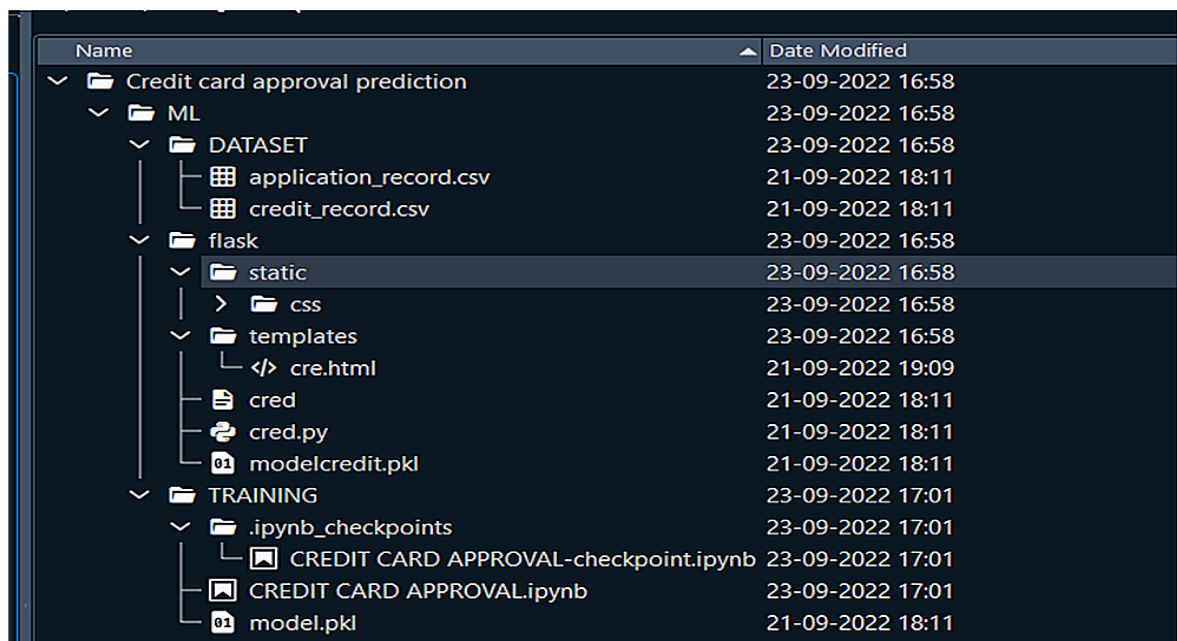 Name Date Modified
Credit card approval prediction 23-09-2022 16:58
ML 23-09-2022 16:58
DATASET 23-09-2022 16:58
application_record.csv 21-09-2022 18:11
credit_record.csv 21-09-2022 18:11
flask 23-09-2022 16:58
static 23-09-2022 16:58
css 23-09-2022 16:58
templates 23-09-2022 16:58
cre.html 21-09-2022 19:09
cred 21-09-2022 18:11
cred.py 21-09-2022 18:11
modelcredit.pkl 21-09-2022 18:11
TRAINING 23-09-2022 17:01
.ipynb_checkpoints 23-09-2022 17:01
CREDIT CARD APPROVAL-checkpoint.ipynb 23-09-2022 17:01
CREDIT CARD APPROVAL.ipynb 23-09-2022 17:01
model.pkl 21-09-2022 18:11